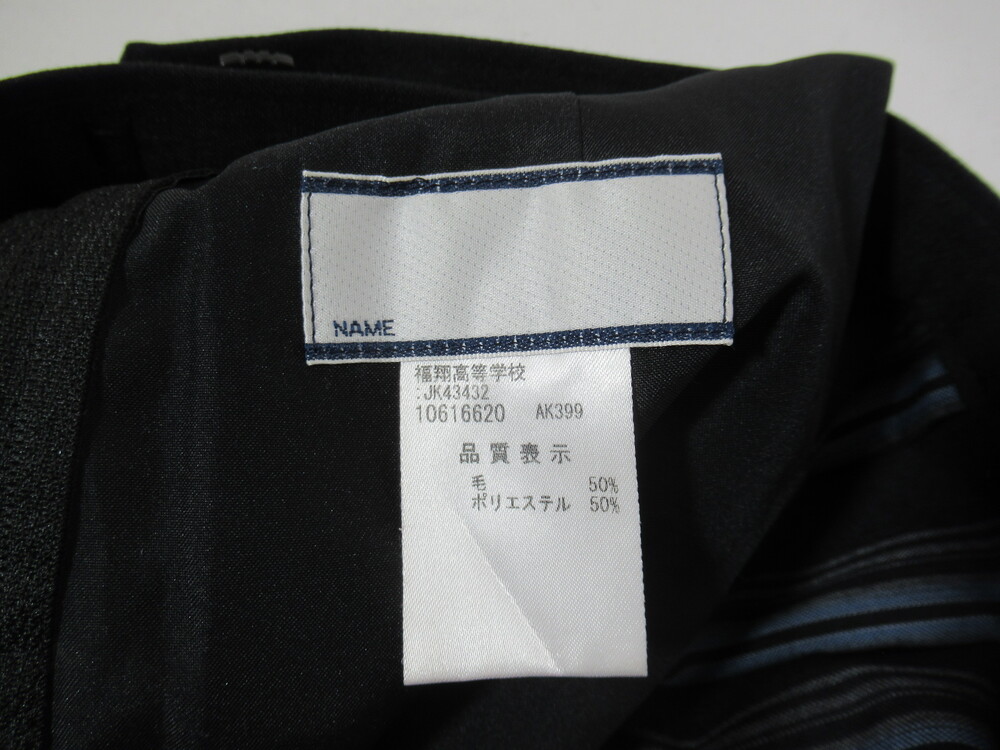 NAME
福翔高等学校
:JK43432
10616620 AK399
品質表示
毛 50%
ポリエステル 50%